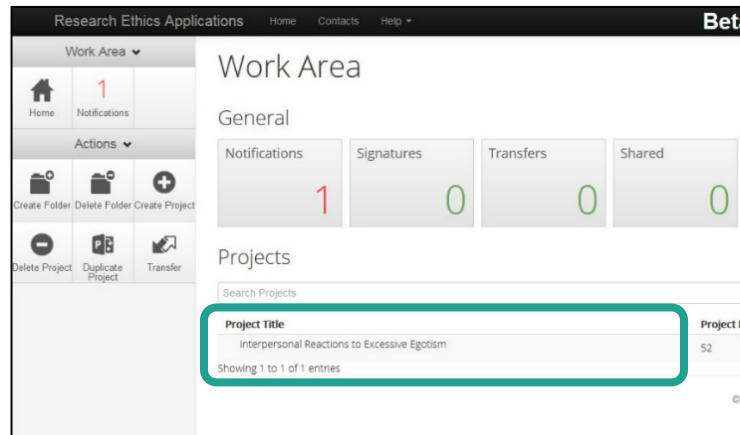 Research Ethics Applications Home Contacts Help
Work Area
1
Home Notifications
Actions
Create Folder Delete Folder Create Project
Delete Project Duplicate Project Transfer
Work Area
General
Notifications Signatures Transfers Shared
1 0 0 0
Projects
Search Projects
Project Title Project
Interpersonal Reactions to Excessive Egotism 52
Showing 1 to 1 of 1 entries
©